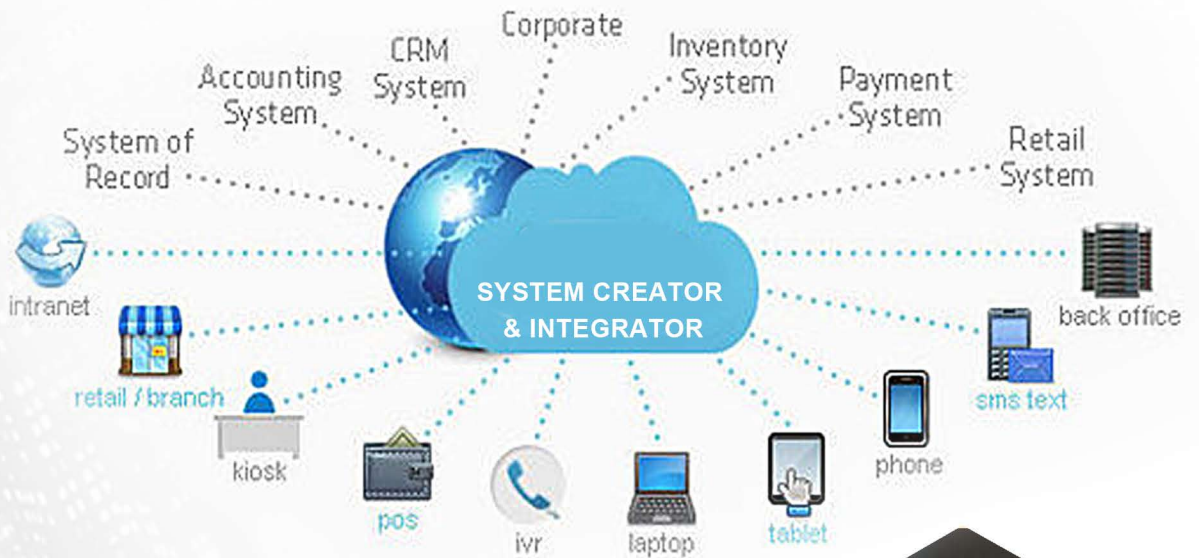 Corporate
CRM
System
Inventory
System
Accounting
System
Payment
System
System of
Record
Retail
System
intranet
SYSTEM CREATOR
& INTEGRATOR
back office
retail / branch
sms text
kiosk
phone
pos
tablet
ivr
laptop